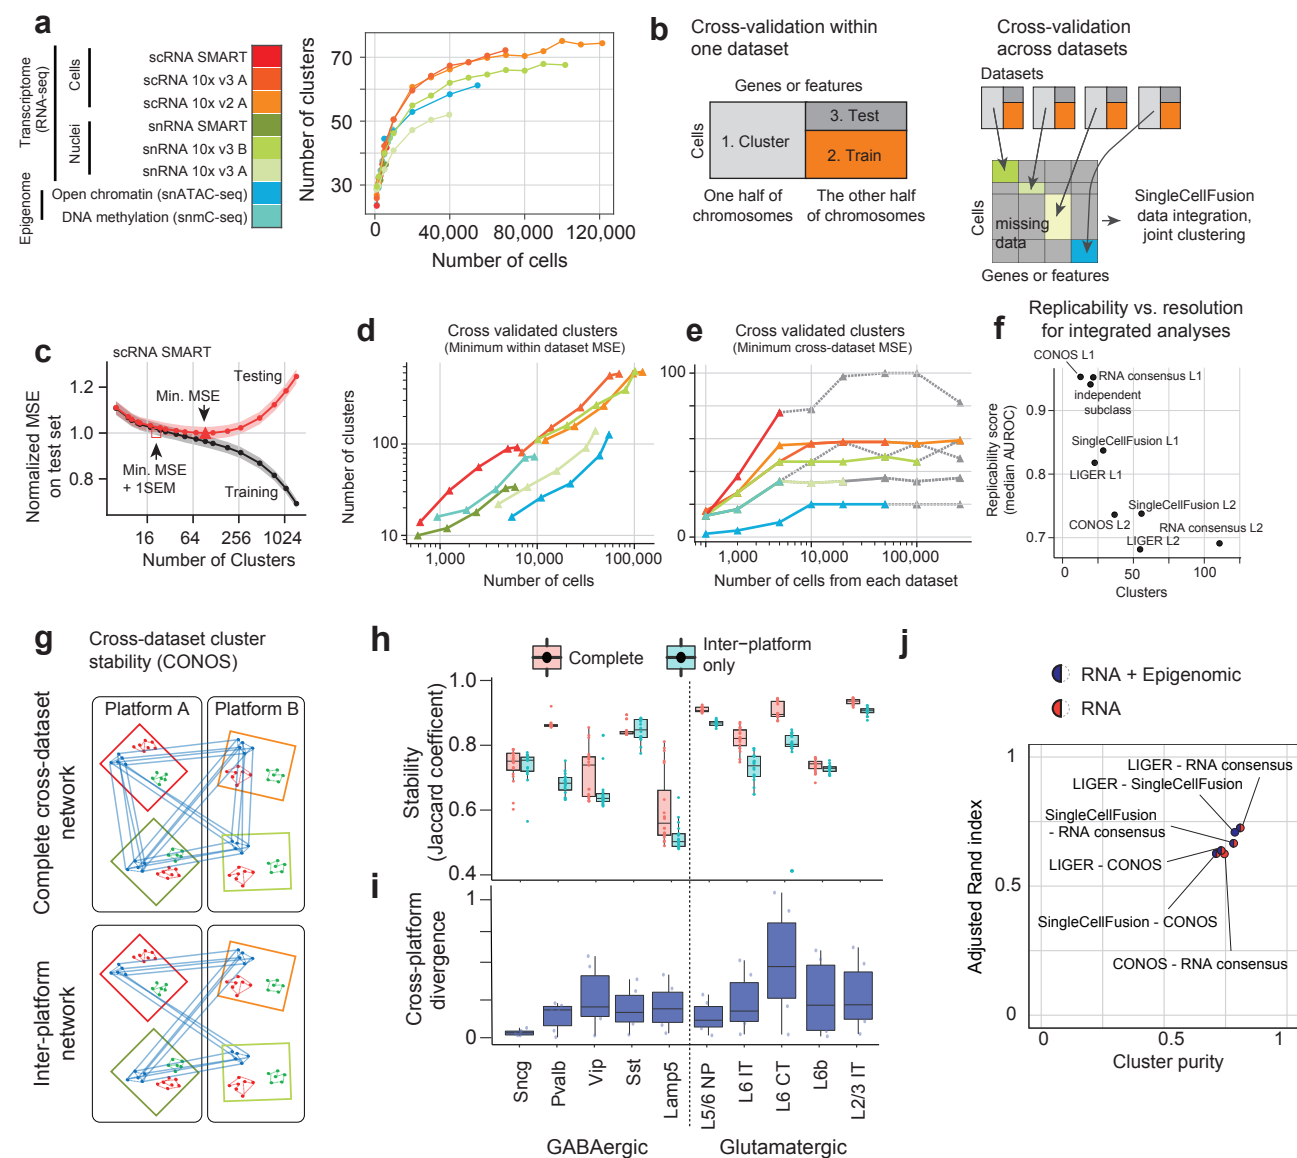 a
Transcriptome
(RNA-seq)
Cells
Nuclei
Epigenome
scRNA SMART
scRNA 10x v3 A
scRNA 10x v2 A
snRNA SMART
snRNA 10x v3 B
snRNA 10x v3 A
Open chromatin (snATAC-seq)
DNA methylation (snmC-seq)
Number of clusters
70
50
30
0
40,000
80,000
120,000
Number of cells
b
Cross-validation within
one dataset
Genes or features
Cells
1. Cluster
3. Test
2. Train
One half of
chromosomes
The other half
of chromosomes
Cross-validation
across datasets
Datasets
Cells
missing
data
Genes or features
SingleCellFusion
data integration,
joint clustering
c
scRNA SMART
Normalized MSE
on test set
1.2
1.0
0.8
Testing
Min. MSE
Min. MSE
+ 1SEM
Training
16
64
256
1024
Number of Clusters
d
Cross validated clusters
(Minimum within dataset MSE)
Number of clusters
100
10
1,000
10,000
100,000
Number of cells
e
Cross validated clusters
(Minimum cross-dataset MSE)
100
50
0
1,000
10,000
100,000
Number of cells from each dataset
f
Replicability vs. resolution
for integrated analyses
Replicability score
(median AUROC)
0.9
0.8
0.7
CONOS L1
RNA consensus L1
independent
subclass
SingleCellFusion L1
LIGER L1
SingleCellFusion L2
CONOS L2
RNA consensus L2
LIGER L2
0
50
100
Clusters
g
Cross-dataset cluster
stability (CONOS)
Complete cross-dataset
network
Platform A
Platform B
Inter-platform
network
h
Complete
Inter−platform
only
Stability
(Jaccard coefficent)
1.0
0.8
0.6
0.4
i
Cross-platform
divergence
1
0
Sncg
Pvalb
Vip
Sst
Lamp5
L5/6 NP
L6 IT
L6 CT
L6b
L2/3 IT
GABAergic
Glutamatergic
j
RNA + Epigenomic
RNA
Adjusted Rand index
1
0.5
0
LIGER - RNA consensus
LIGER - SingleCellFusion
SingleCellFusion
- RNA consensus
LIGER - CONOS
SingleCellFusion - CONOS
CONOS - RNA consensus
0
0.5
1
Cluster purity